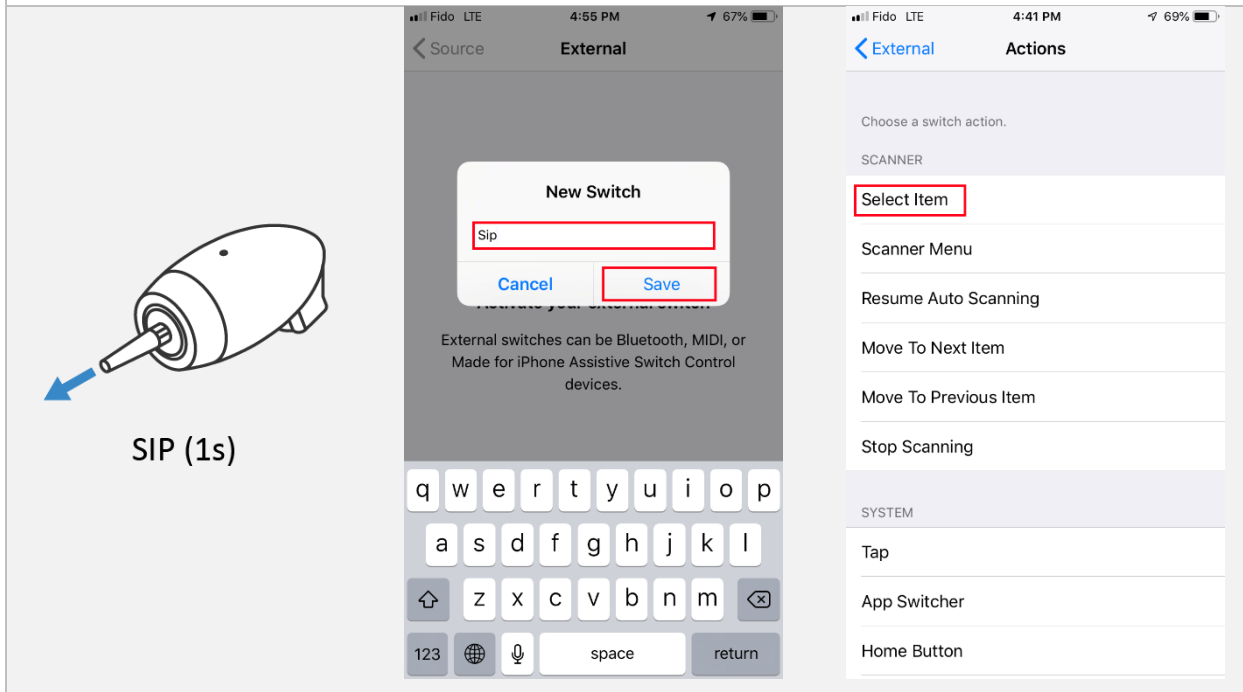 SIP (1s)
Fido LTE 4:55 PM 67%
Source External
New Switch
Sip
Cancel Save
External switches can be Bluetooth, MIDI, or
Made for iPhone Assistive Switch Control
devices.
q w e r t y u i o p
a s d f g h j k l
z x c v b n m
123 space return
Fido LTE 4:41 PM 69%
External Actions
Choose a switch action.
SCANNER
Select Item
Scanner Menu
Resume Auto Scanning
Move To Next Item
Move To Previous Item
Stop Scanning
SYSTEM
Tap
App Switcher
Home Button